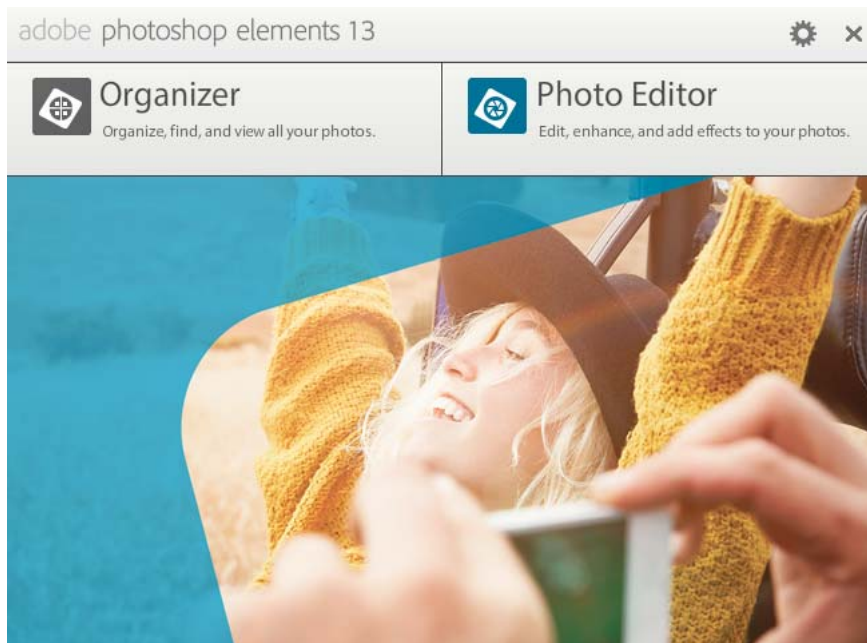 adobe photoshop elements 13
Organizer
Organize, find, and view all your photos.
Photo Editor
Edit, enhance, and add effects to your photos.